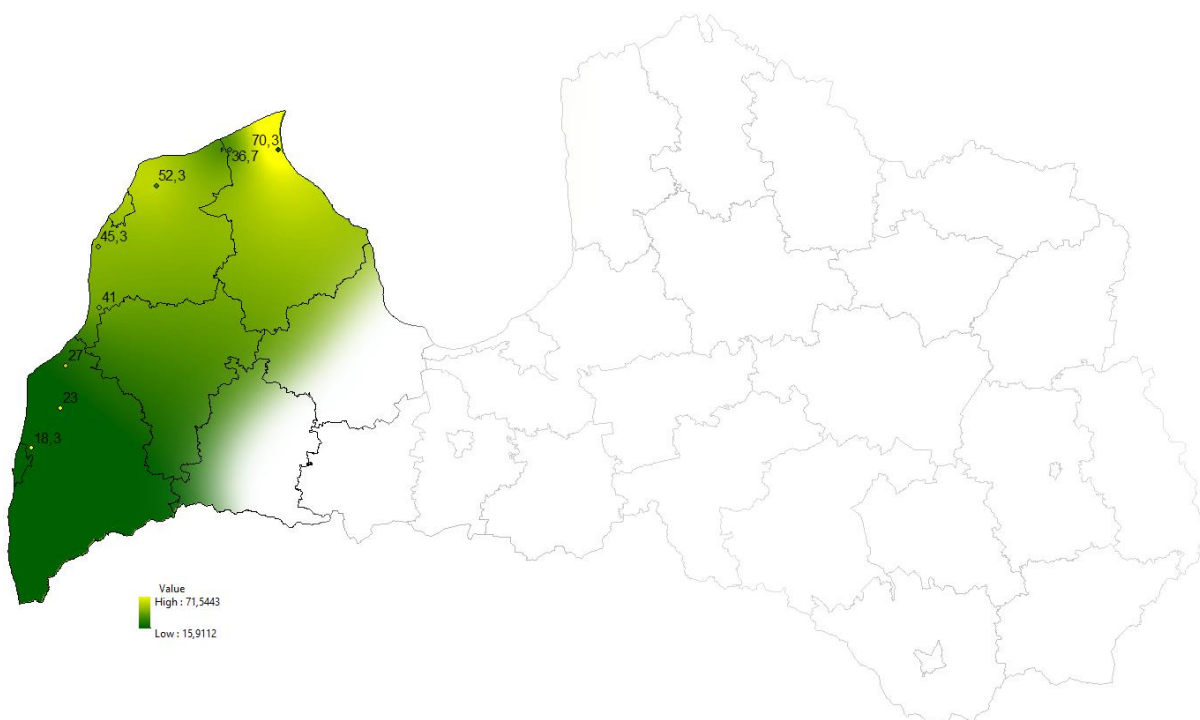 70,3
36,7
52,3
45,3
41
27
23
18,3
Value
High : 71,5443
Low : 15,9112